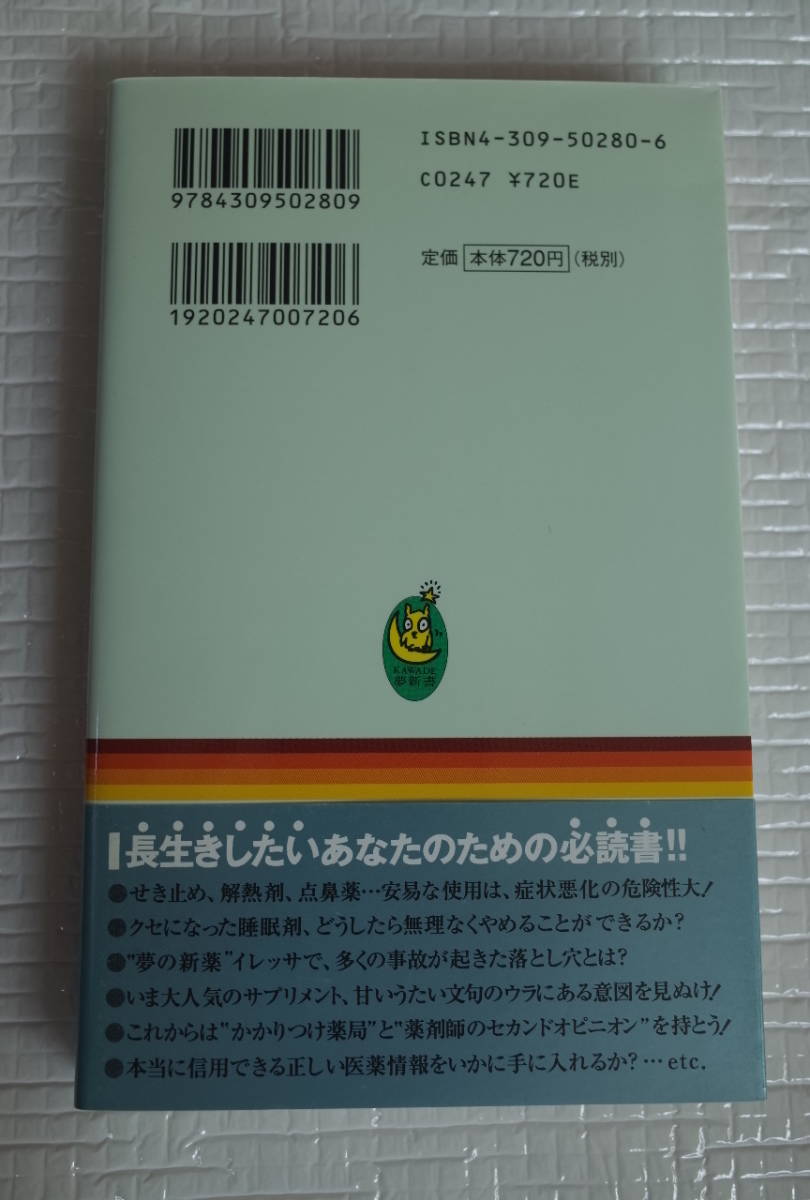 ISBN4-309-50280-6
C0247 ¥720E
9784309502809
定価 本体720円 (税別)
1920247007206
KAWADE
夢新書
長生きしたいあなたのための必読書!!
●せき止め、解熱剤、点鼻薬…安易な使用は、症状悪化の危険性大!
●クセになった睡眠剤、どうしたら無理なくやめることができるか?
●"夢の新薬"イレッサで、多くの事故が起きた落とし穴とは?
●いま大人気のサプリメント、甘いうたい文句のウラにある意図を見ぬけ!
●これからは"かかりつけ薬局"と"薬剤師のセカンドオピニオン"を持とう!
●本当に信用できる正しい医薬情報をいかに手に入れるか?…etc.